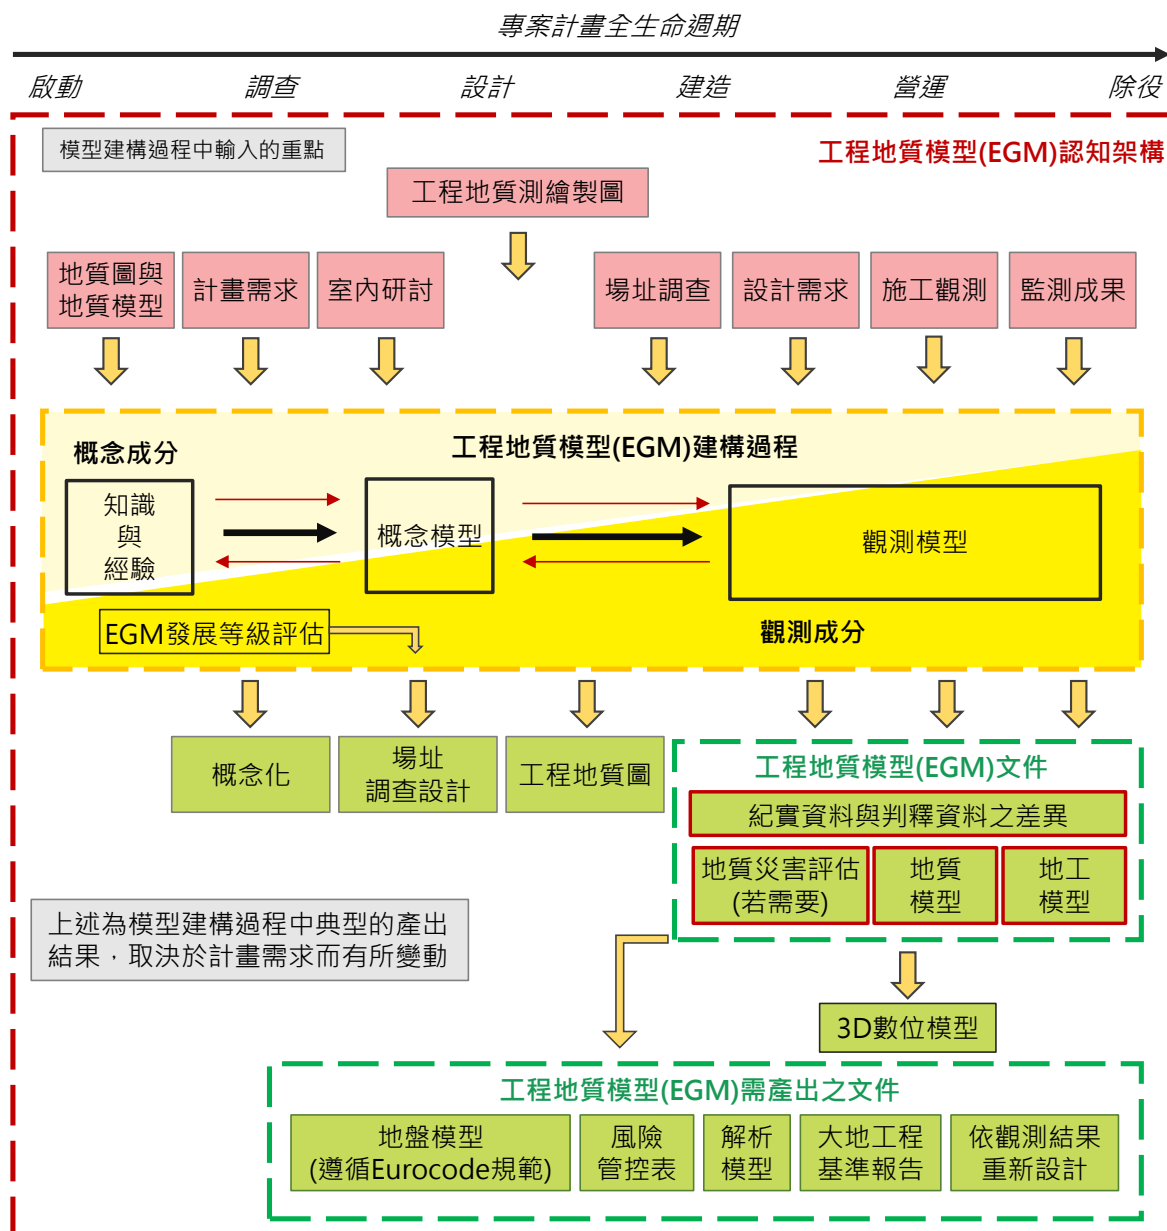 專案計畫全生命週期
啟動
調查
設計
建造
營運
除役
模型建構過程中輸入的重點
工程地質模型(EGM)認知架構
工程地質測繪製圖
地質圖與
地質模型
計畫需求
室內研討
場址調查
設計需求
施工觀測
監測成果
概念成分
工程地質模型(EGM)建構過程
知識
與
經驗
概念模型
觀測模型
EGM發展等級評估
觀測成分
概念化
場址
調查設計
工程地質圖
工程地質模型(EGM)文件
紀實資料與判釋資料之差異
地質災害評估
(若需要)
地質
模型
地工
模型
上述為模型建構過程中典型的產出
結果，取決於計畫需求而有所變動
3D數位模型
工程地質模型(EGM)需產出之文件
地盤模型
(遵循Eurocode規範)
風險
管控表
解析
模型
大地工程
基準報告
依觀測結果
重新設計